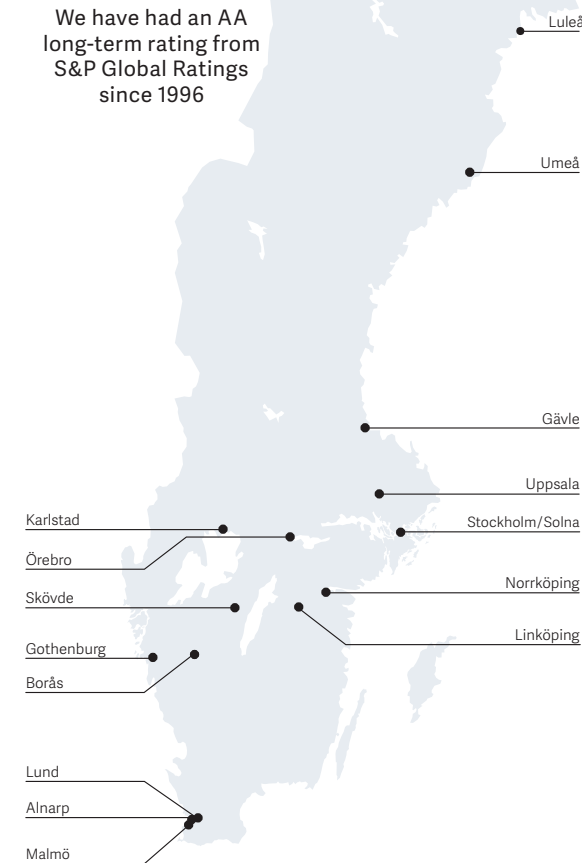 We have had an AA
long-term rating from
S&P Global Ratings
since 1996
Luleå
Umeå
Gävle
Uppsala
Stockholm/Solna
Norrköping
Linköping
Karlstad
Örebro
Skövde
Gothenburg
Borås
Lund
Alnarp
Malmö